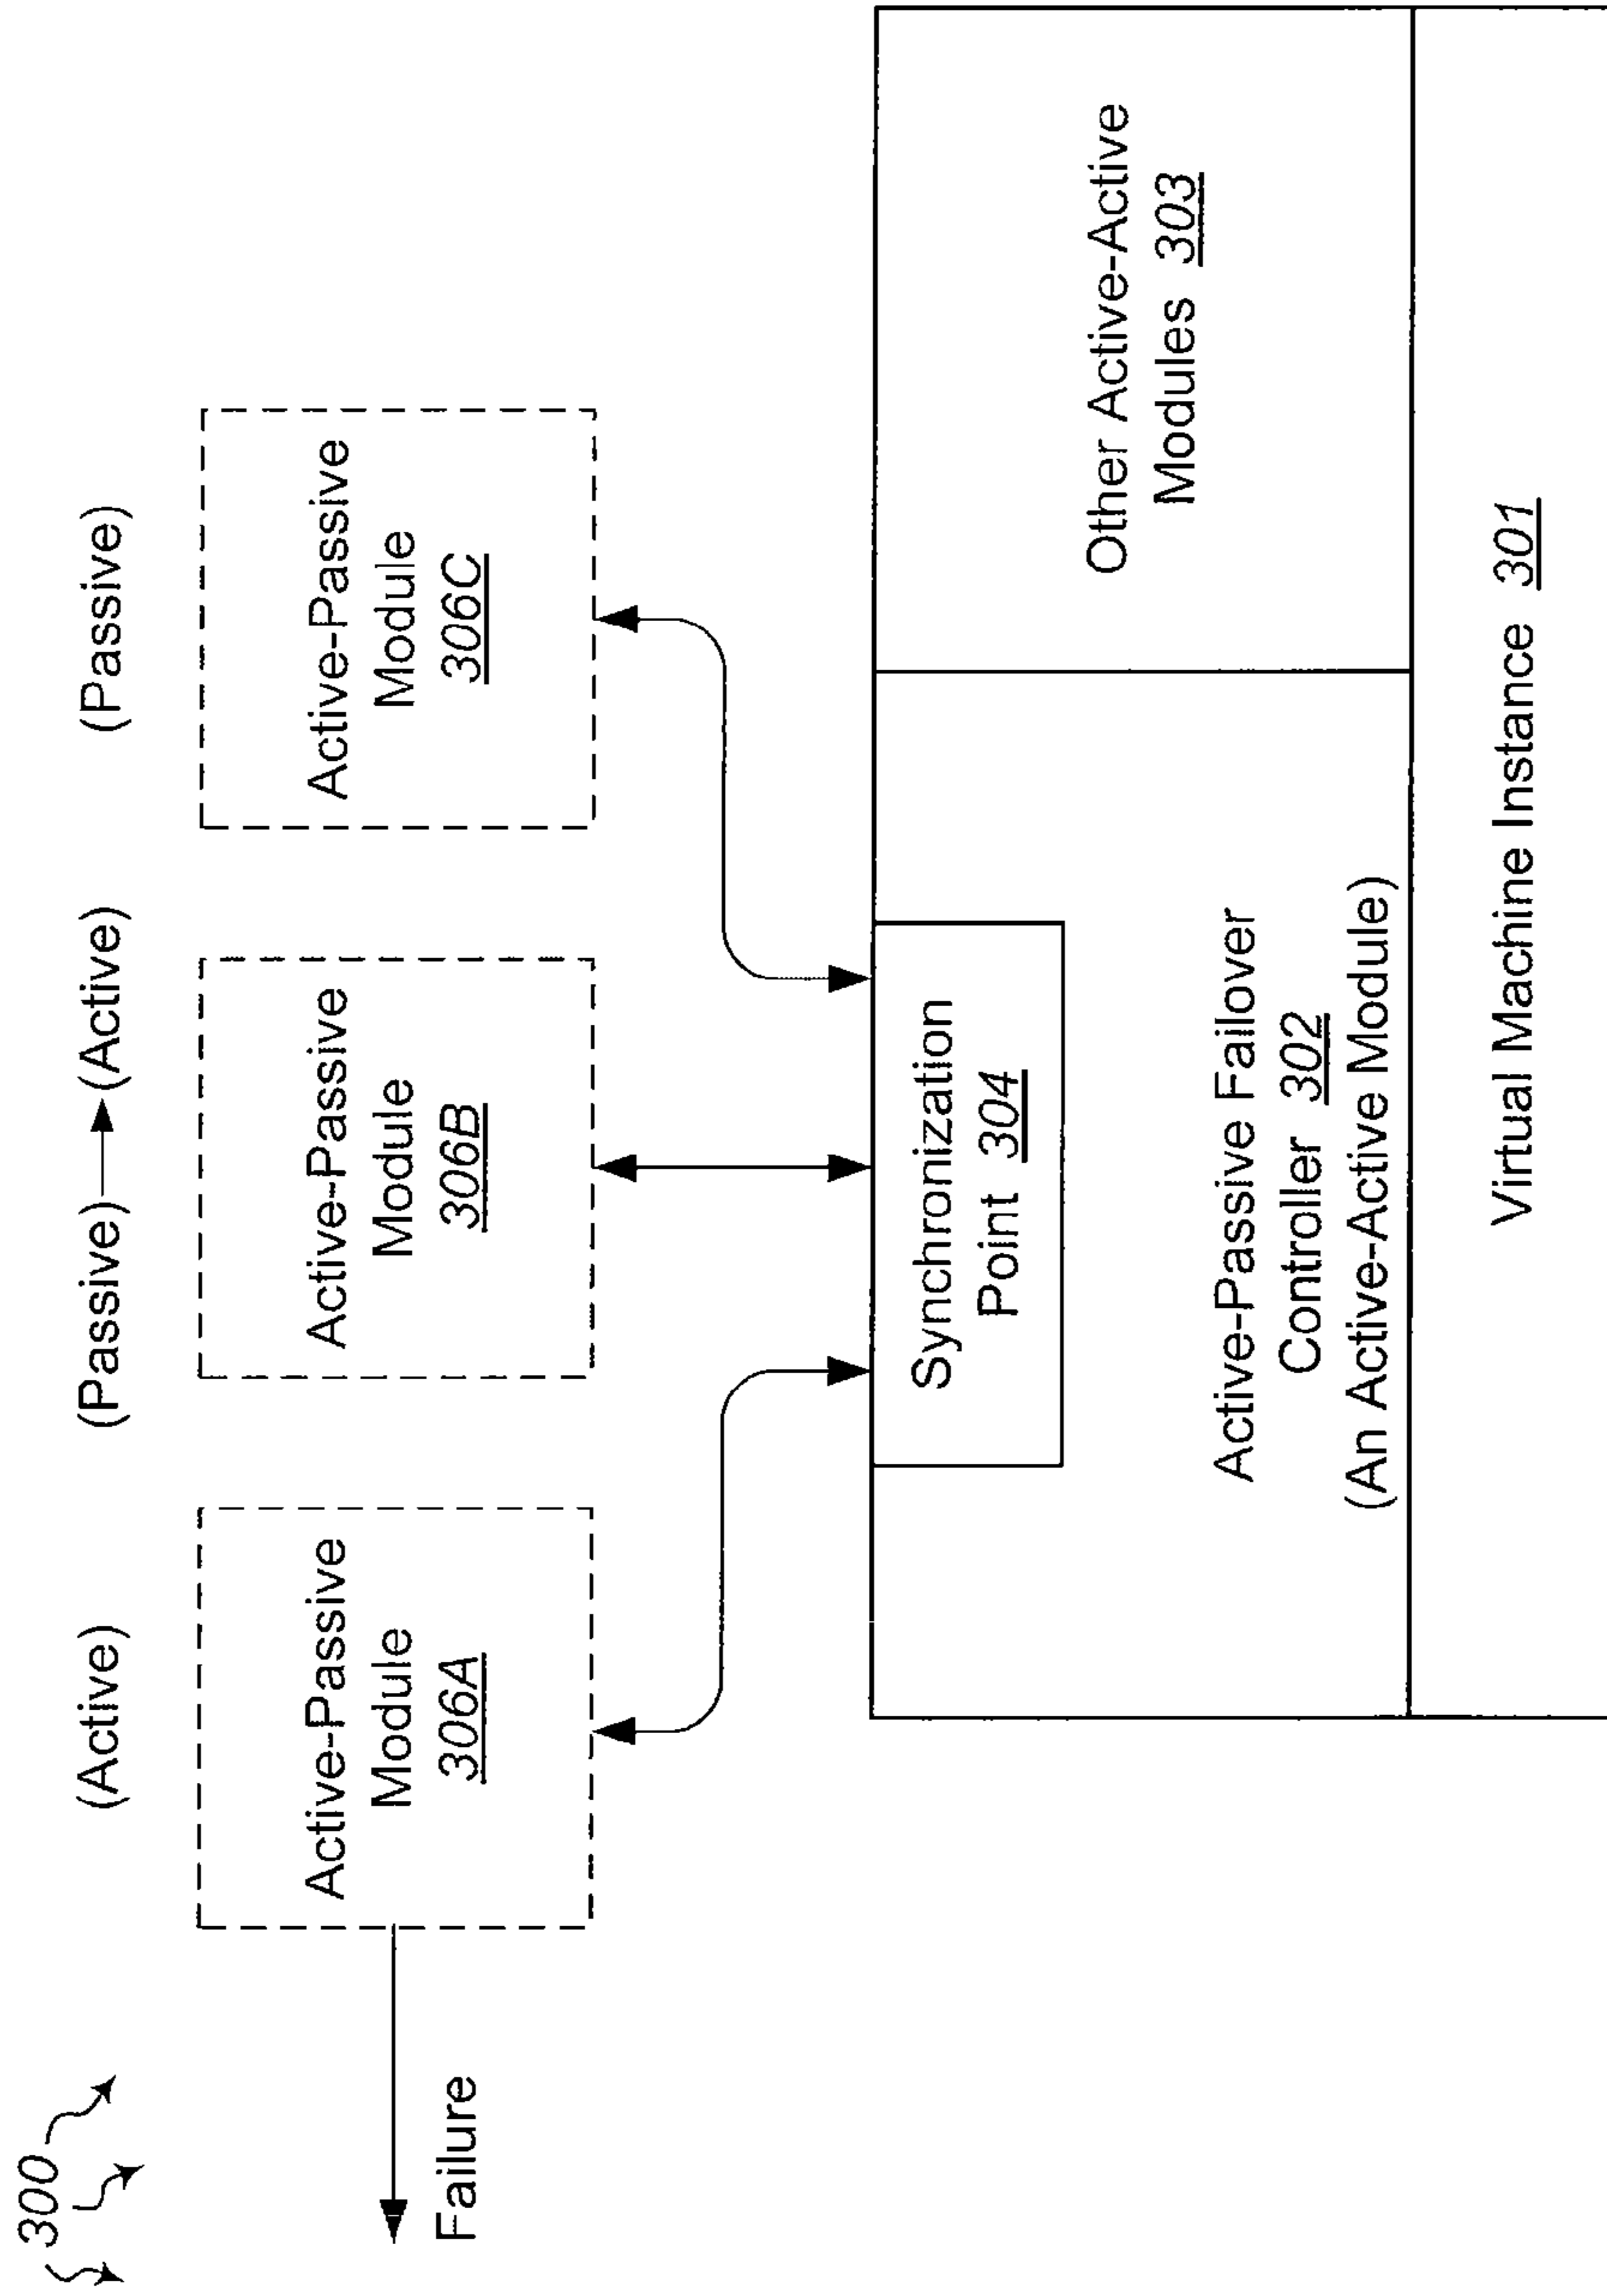 300
(Active)
(Passive)
(Active)
(Passive)
Failure
Active-Passive
Module
306A
Active-Passive
Module
306B
Active-Passive
Module
306C
Synchronization
Point 304
Active-Passive Failover
Controller 302
(An Active-Active Module)
Other Active-Active
Modules 303
Virtual Machine Instance 301